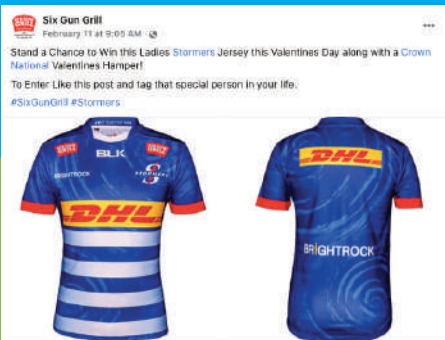 Six Gun Grill
February 11 at 9:05 AM
Stand a Chance to Win this Ladies Stormers Jersey this Valentines Day along with a Crown
National Valentines Hamper!
To Enter Like this post and tag that special person in your life.
#SixGunGrill #Stormers
BLK
BRIGHTROCK
STORMERS
DHL
DHL
BRIGHTROCK